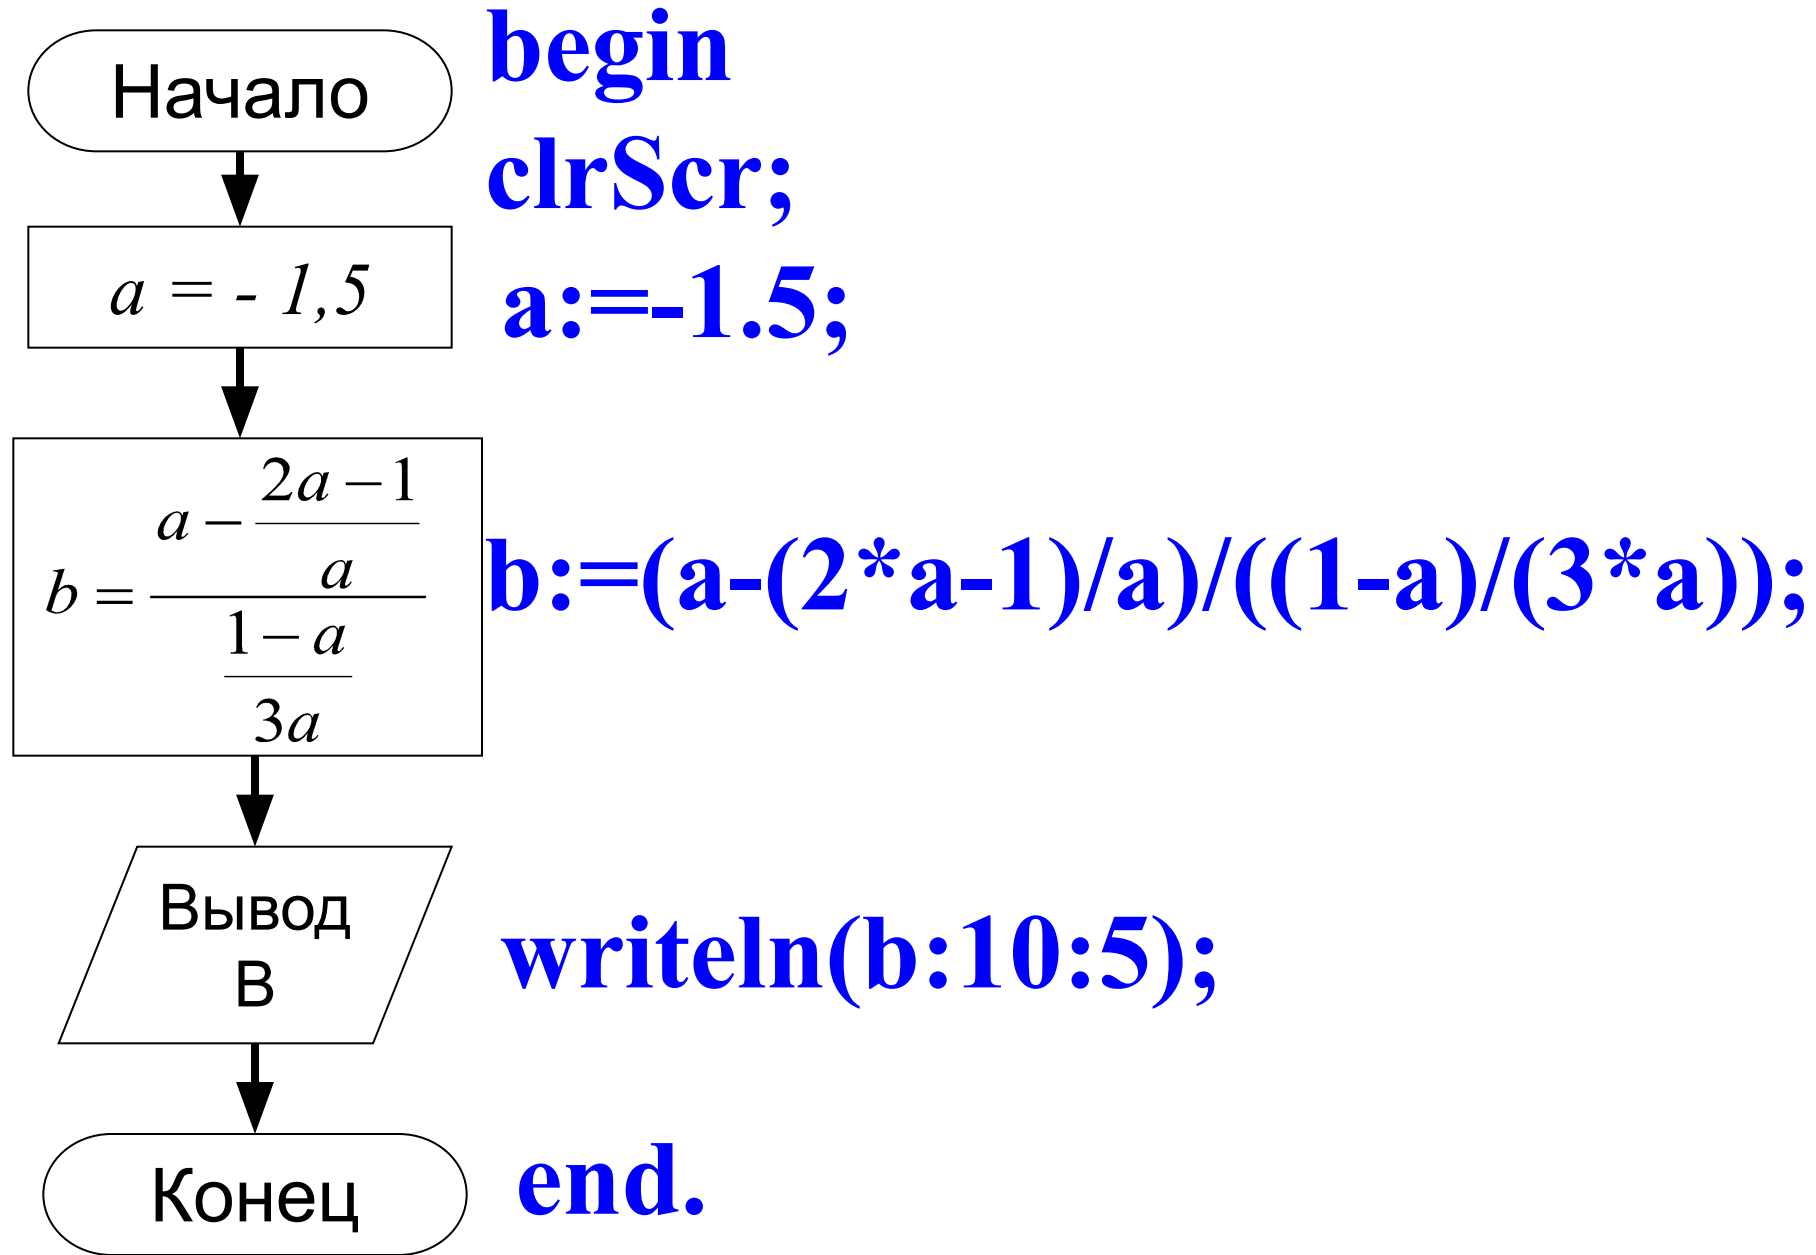 Начало
begin
clrScr;
a = - 1,5
a:=-1.5;
b = (a − (2a − 1)/a) / ((1 − a)/(3a))
b:=(a-(2*a-1)/a)/((1-a)/(3*a));
Вывод
В
writeln(b:10:5);
Конец
end.